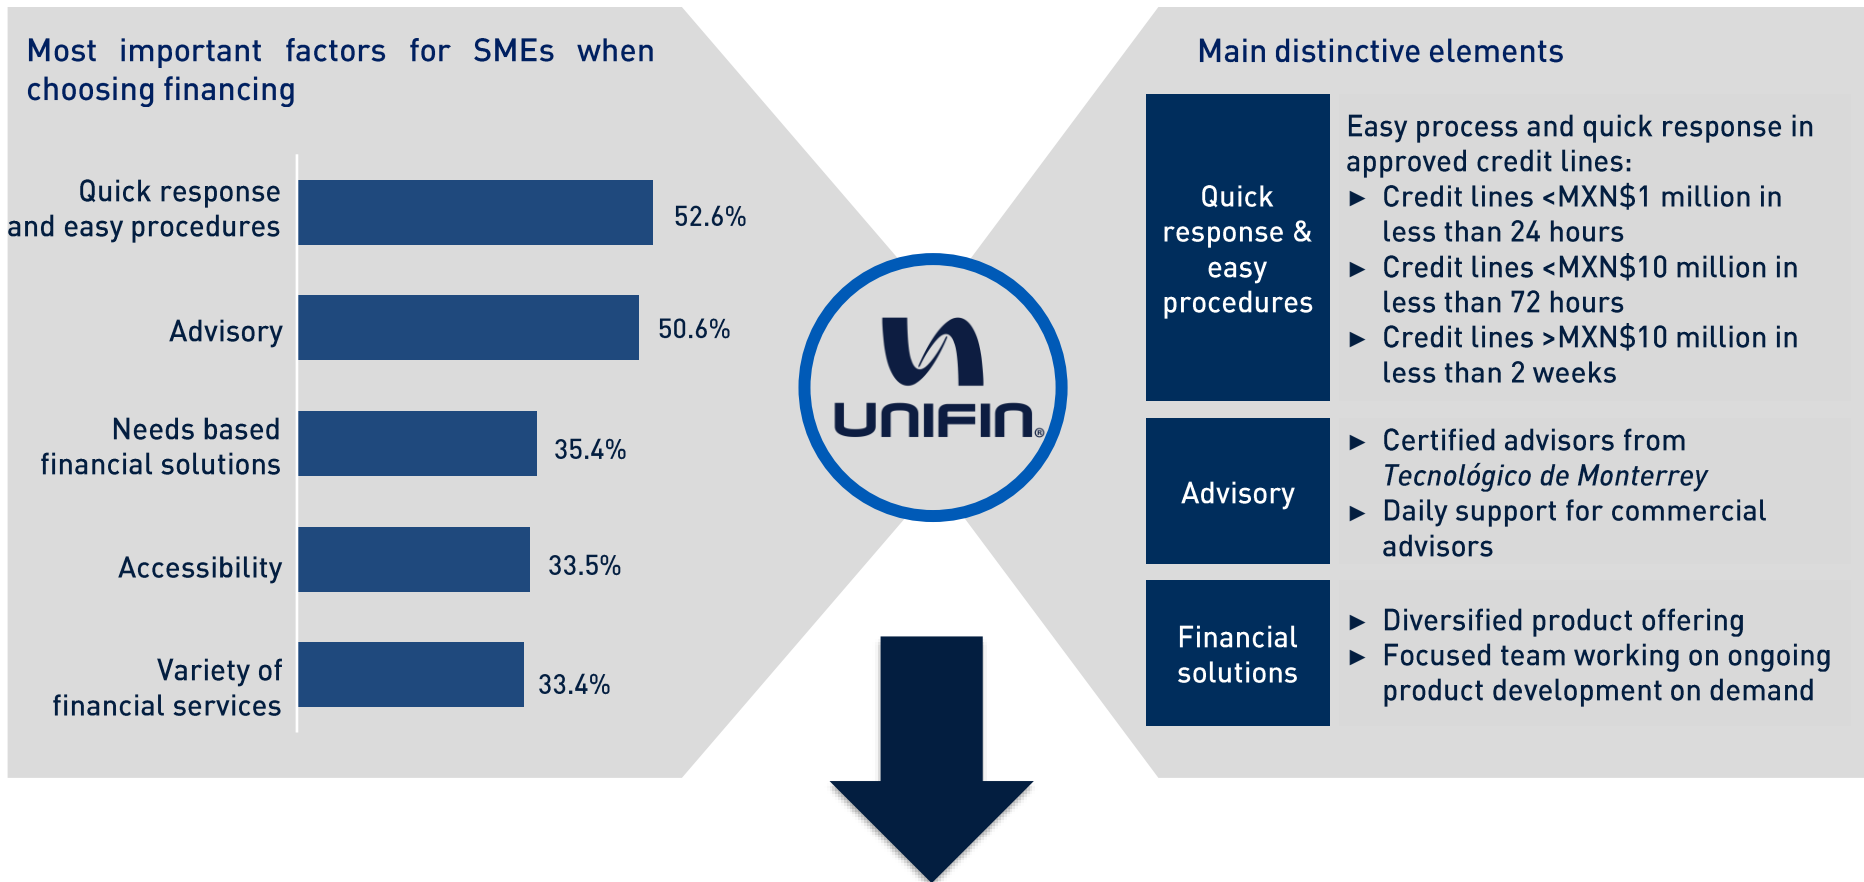 Most important factors for SMEs when
choosing financing
Quick response
and easy procedures
52.6%
Advisory
50.6%
Needs based
financial solutions
35.4%
Accessibility
33.5%
Variety of
financial services
33.4%
UNIFIN®
Main distinctive elements
Quick
response &
easy
procedures
Easy process and quick response in
approved credit lines:
► Credit lines <MXN$1 million in
less than 24 hours
► Credit lines <MXN$10 million in
less than 72 hours
► Credit lines >MXN$10 million in
less than 2 weeks
Advisory
► Certified advisors from
Tecnológico de Monterrey
► Daily support for commercial
advisors
Financial
solutions
► Diversified product offering
► Focused team working on ongoing
product development on demand